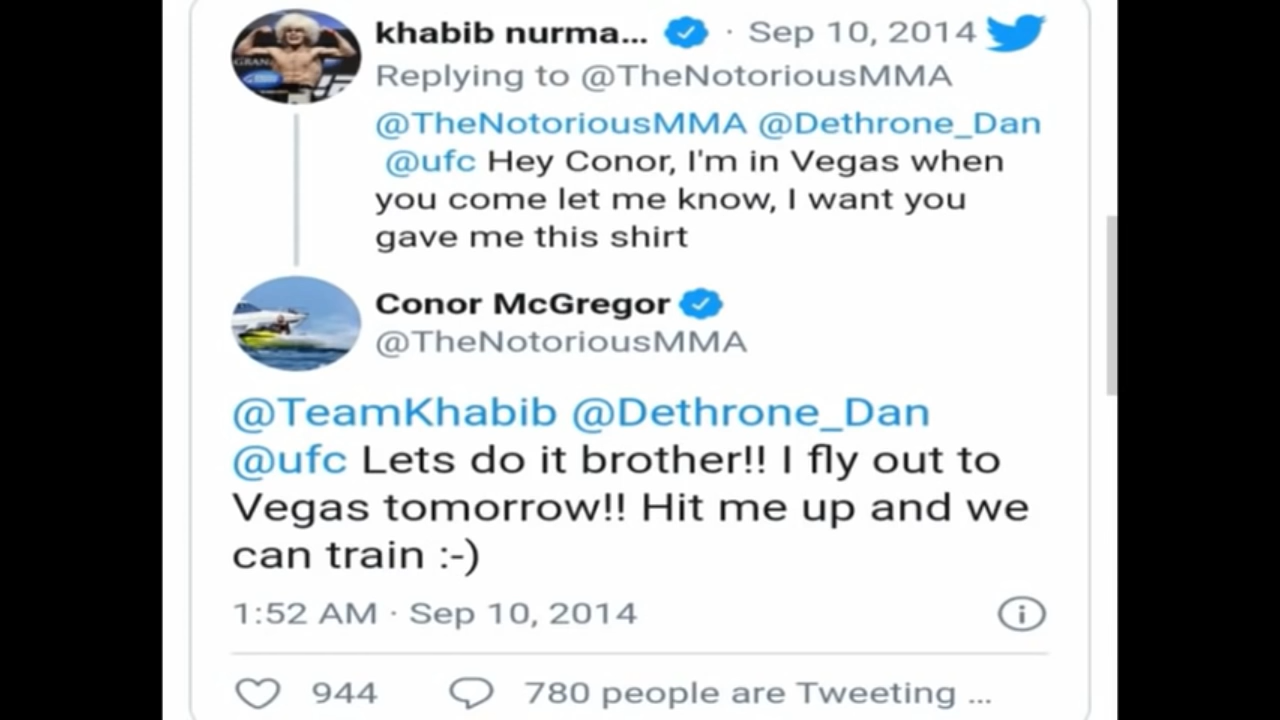 khabib nurma... · Sep 10, 2014
Replying to @TheNotoriousMMA
@TheNotoriousMMA @Dethrone_Dan
@ufc Hey Conor, I'm in Vegas when
you come let me know, I want you
gave me this shirt
Conor McGregor
@TheNotoriousMMA
@TeamKhabib @Dethrone_Dan
@ufc Lets do it brother!! I fly out to
Vegas tomorrow!! Hit me up and we
can train :-)
1:52 AM · Sep 10, 2014
944 780 people are Tweeting ...